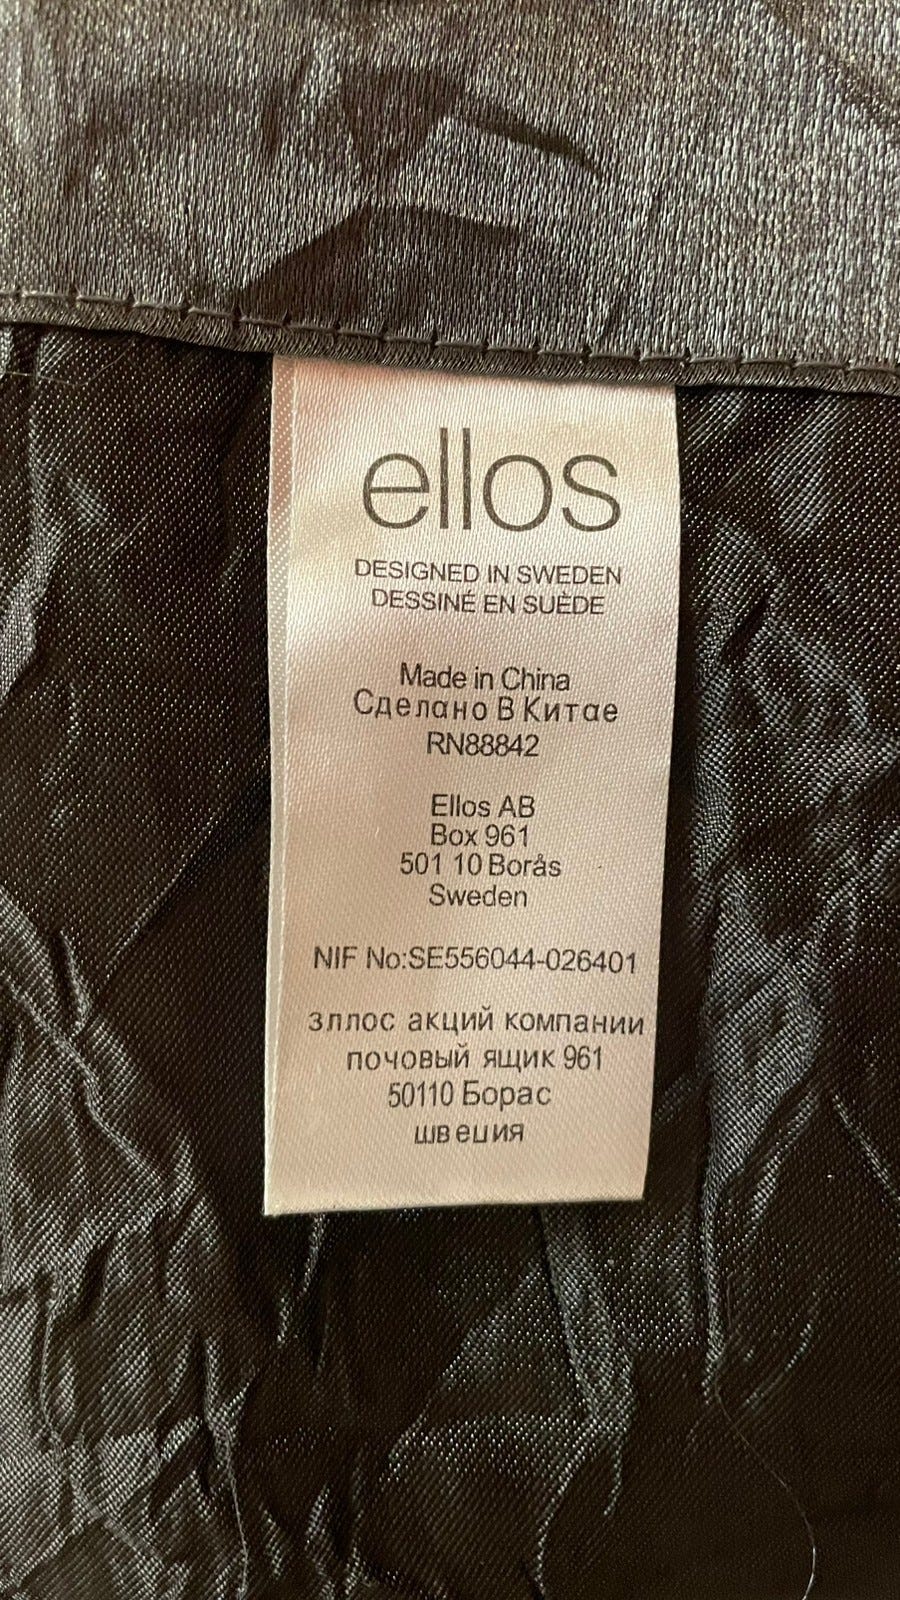 ellos
DESIGNED IN SWEDEN
DESSINÉ EN SUÈDE
Made in China
Сделано В Китае
RN88842
Ellos AB
Box 961
501 10 Borås
Sweden
NIF No:SE556044-026401
зллос акций компании
почовый ящик 961
50110 Борас
швеция